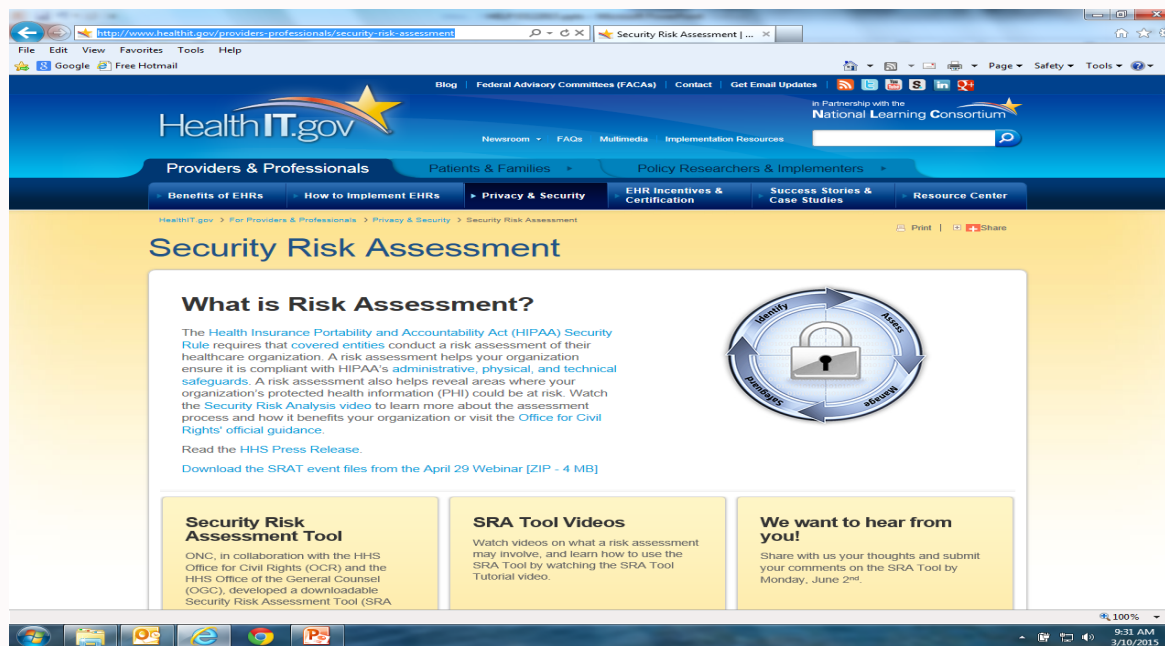 http://www.healthit.gov/providers-professionals/security-risk-assessment
Security Risk Assessment | ...
File Edit View Favorites Tools Help
Google Free Hotmail
Page Safety Tools
Blog | Federal Advisory Committees (FACAs) | Contact | Get Email Updates
in Partnership with the
National Learning Consortium
HealthIT.gov
Newsroom FAQs Multimedia Implementation Resources
Providers & Professionals Patients & Families Policy Researchers & Implementers
Benefits of EHRs How to Implement EHRs Privacy & Security EHR Incentives & Certification Success Stories & Case Studies Resource Center
HealthIT.gov > For Providers & Professionals > Privacy & Security > Security Risk Assessment
Print | Share
Security Risk Assessment
What is Risk Assessment?
The Health Insurance Portability and Accountability Act (HIPAA) Security
Rule requires that covered entities conduct a risk assessment of their
healthcare organization. A risk assessment helps your organization
ensure it is compliant with HIPAA's administrative, physical, and technical
safeguards. A risk assessment also helps reveal areas where your
organization's protected health information (PHI) could be at risk. Watch
the Security Risk Analysis video to learn more about the assessment
process and how it benefits your organization or visit the Office for Civil
Rights' official guidance.
Read the HHS Press Release.
Download the SRAT event files from the April 29 Webinar [ZIP - 4 MB]
Identify
Assess
Manage
Safeguard
Security Risk
Assessment Tool
ONC, in collaboration with the HHS
Office for Civil Rights (OCR) and the
HHS Office of the General Counsel
(OGC), developed a downloadable
Security Risk Assessment Tool (SRA
SRA Tool Videos
Watch videos on what a risk assessment
may involve, and learn how to use the
SRA Tool by watching the SRA Tool
Tutorial video.
We want to hear from
you!
Share with us your thoughts and submit
your comments on the SRA Tool by
Monday, June 2nd.
100%
9:31 AM
3/10/2015